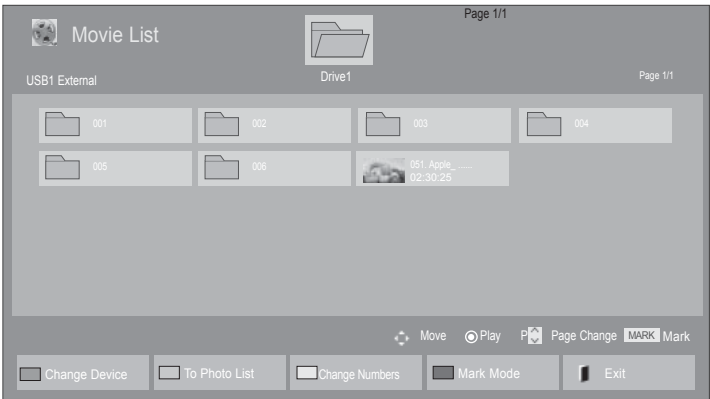 Page 1/1
Movie List
Drive1
USB1 External
Page 1/1
001
002
003
004
005
006
051. Apple_ ......
02:30:25
Move
Play
P
Page Change
MARK
Mark
Change Device
To Photo List
Change Numbers
Mark Mode
Exit